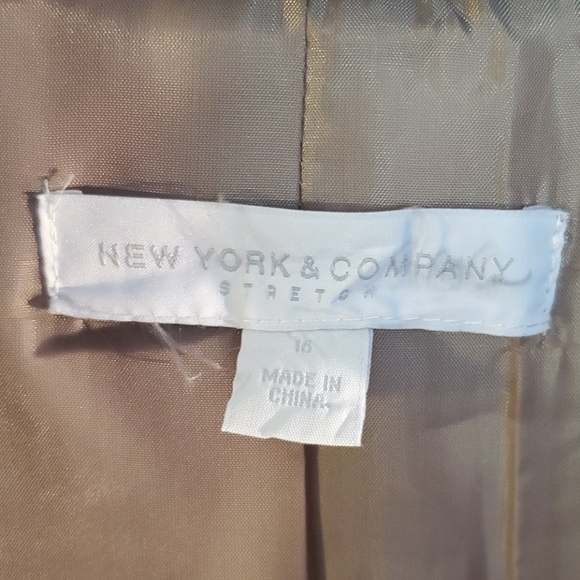 NEW YORK & COMPANY
STRETCH
16
MADE IN
CHINA